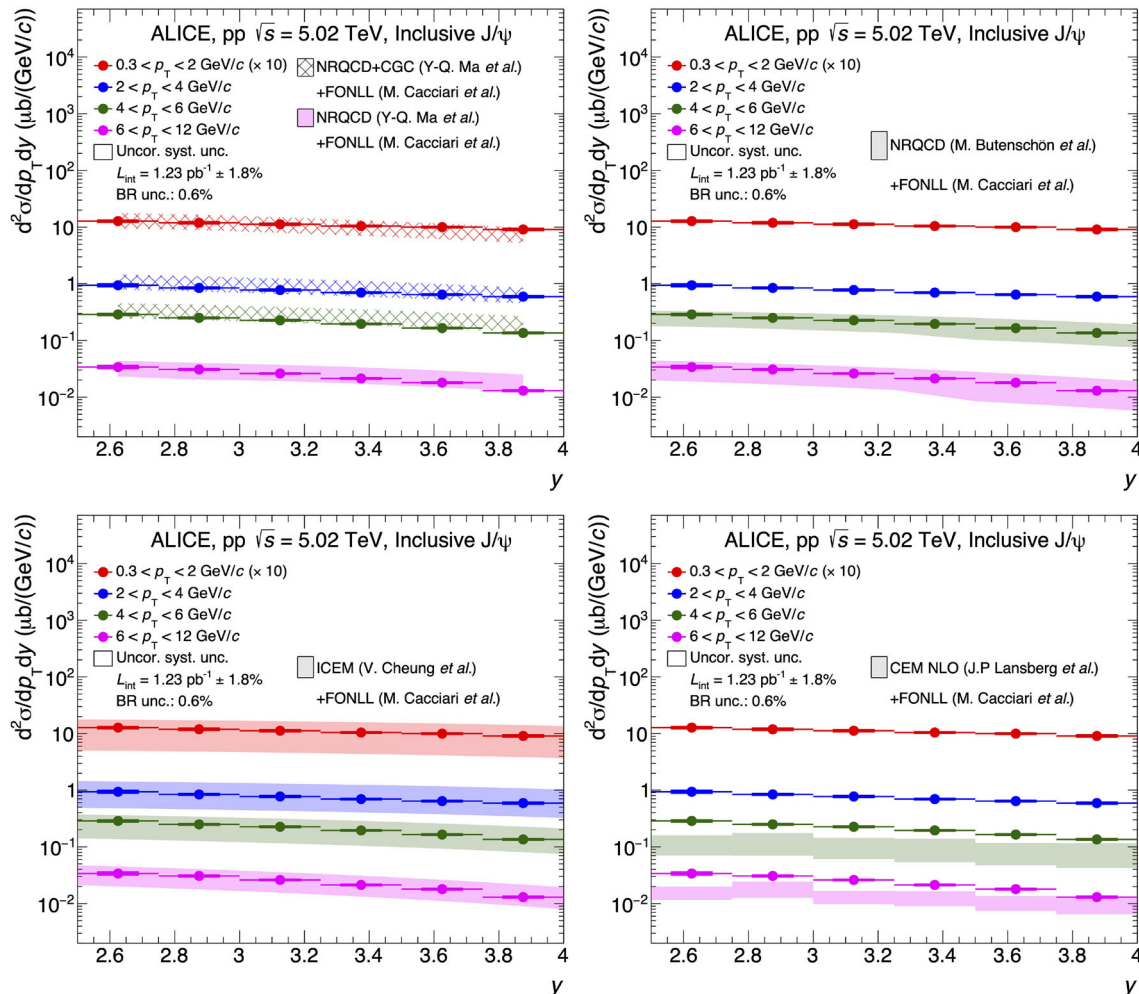 ALICE, pp √s = 5.02 TeV, Inclusive J/ψ
0.3 < pT < 2 GeV/c (× 10)
2 < pT < 4 GeV/c
4 < pT < 6 GeV/c
6 < pT < 12 GeV/c
Uncor. syst. unc.
Lint = 1.23 pb⁻¹ ± 1.8%
BR unc.: 0.6%
NRQCD+CGC (Y-Q. Ma et al.)
+FONLL (M. Cacciari et al.)
NRQCD (Y-Q. Ma et al.)
+FONLL (M. Cacciari et al.)
d²σ/dpTdy (μb/(GeV/c))
10⁴
10³
10²
10
1
10⁻¹
10⁻²
2.6 2.8 3 3.2 3.4 3.6 3.8 4
y
ALICE, pp √s = 5.02 TeV, Inclusive J/ψ
0.3 < pT < 2 GeV/c (× 10)
2 < pT < 4 GeV/c
4 < pT < 6 GeV/c
6 < pT < 12 GeV/c
Uncor. syst. unc.
Lint = 1.23 pb⁻¹ ± 1.8%
BR unc.: 0.6%
NRQCD (M. Butenschön et al.)
+FONLL (M. Cacciari et al.)
d²σ/dpTdy (μb/(GeV/c))
10⁴
10³
10²
10
1
10⁻¹
10⁻²
2.6 2.8 3 3.2 3.4 3.6 3.8 4
y
ALICE, pp √s = 5.02 TeV, Inclusive J/ψ
0.3 < pT < 2 GeV/c (× 10)
2 < pT < 4 GeV/c
4 < pT < 6 GeV/c
6 < pT < 12 GeV/c
Uncor. syst. unc.
Lint = 1.23 pb⁻¹ ± 1.8%
BR unc.: 0.6%
ICEM (V. Cheung et al.)
+FONLL (M. Cacciari et al.)
d²σ/dpTdy (μb/(GeV/c))
10⁴
10³
10²
10
1
10⁻¹
10⁻²
2.6 2.8 3 3.2 3.4 3.6 3.8 4
y
ALICE, pp √s = 5.02 TeV, Inclusive J/ψ
0.3 < pT < 2 GeV/c (× 10)
2 < pT < 4 GeV/c
4 < pT < 6 GeV/c
6 < pT < 12 GeV/c
Uncor. syst. unc.
Lint = 1.23 pb⁻¹ ± 1.8%
BR unc.: 0.6%
CEM NLO (J.P Lansberg et al.)
+FONLL (M. Cacciari et al.)
d²σ/dpTdy (μb/(GeV/c))
10⁴
10³
10²
10
1
10⁻¹
10⁻²
2.6 2.8 3 3.2 3.4 3.6 3.8 4
y